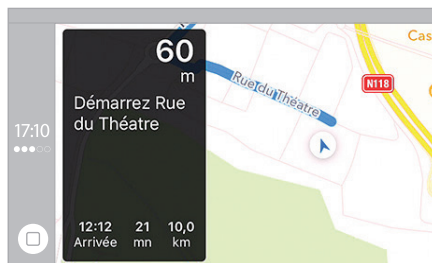 17:10
60
m
Démarrez Rue
du Théatre
12:12 21 10,0
Arrivée mn km
Rue du Théatre
N118
Cas